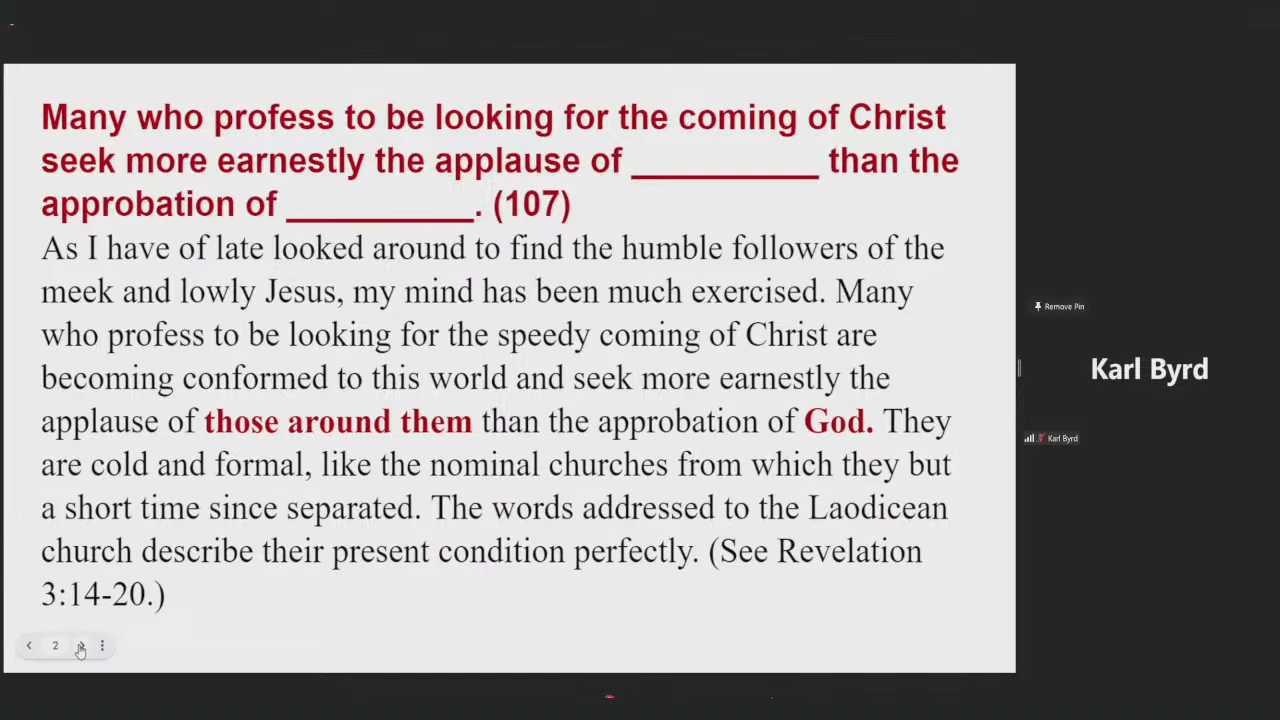 Many who profess to be looking for the coming of Christ
seek more earnestly the applause of __________ than the
approbation of __________. (107)
As I have of late looked around to find the humble followers of the
meek and lowly Jesus, my mind has been much exercised. Many
who profess to be looking for the speedy coming of Christ are
becoming conformed to this world and seek more earnestly the
applause of those around them than the approbation of God. They
are cold and formal, like the nominal churches from which they but
a short time since separated. The words addressed to the Laodicean
church describe their present condition perfectly. (See Revelation
3:14-20.)
2
Remove Pin
Karl Byrd
Karl Byrd